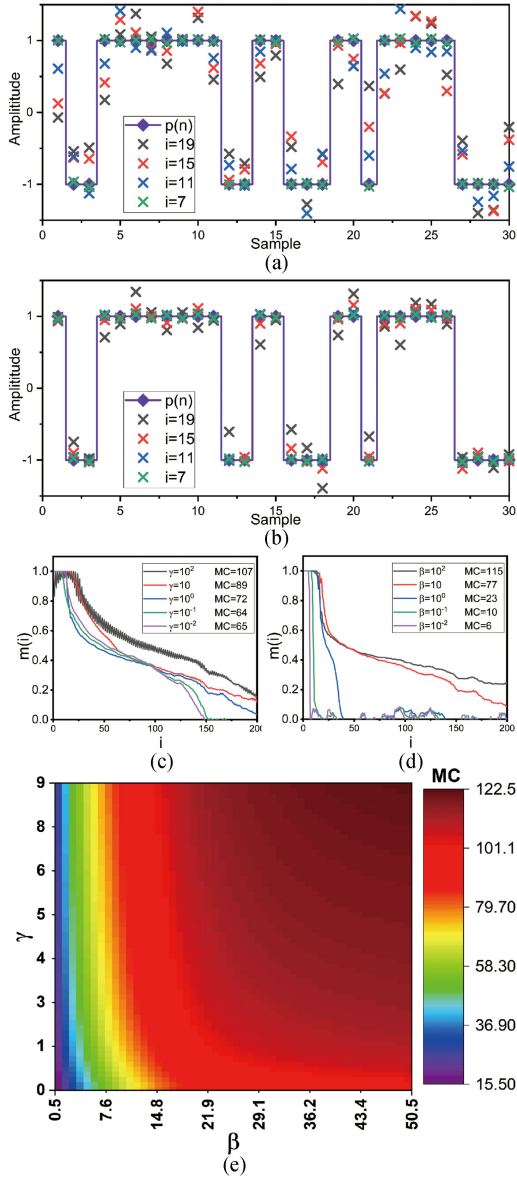 1
0
-1
Amplititude
p(n)
i=19
i=15
i=11
i=7
0 5 10 15 20 25 30
Sample
(a)
1
0
-1
Amplititude
p(n)
i=19
i=15
i=11
i=7
0 5 10 15 20 25 30
Sample
(b)
1.0
0.8
0.6
0.4
0.2
0.0
m(i)
γ=10² MC=107
γ=10 MC=89
γ=10⁰ MC=72
γ=10⁻¹ MC=64
γ=10⁻² MC=65
0 50 100 150 200
i
(c)
1.0
0.8
0.6
0.4
0.2
0.0
m(i)
β=10² MC=115
β=10 MC=77
β=10⁰ MC=23
β=10⁻¹ MC=10
β=10⁻² MC=6
0 50 100 150 200
i
(d)
MC
9
8
6
5
4
3
1
0
γ
122.5
101.1
79.70
58.30
36.90
15.50
0.5 7.6 14.8 21.9 29.1 36.2 43.4 50.5
β
(e)